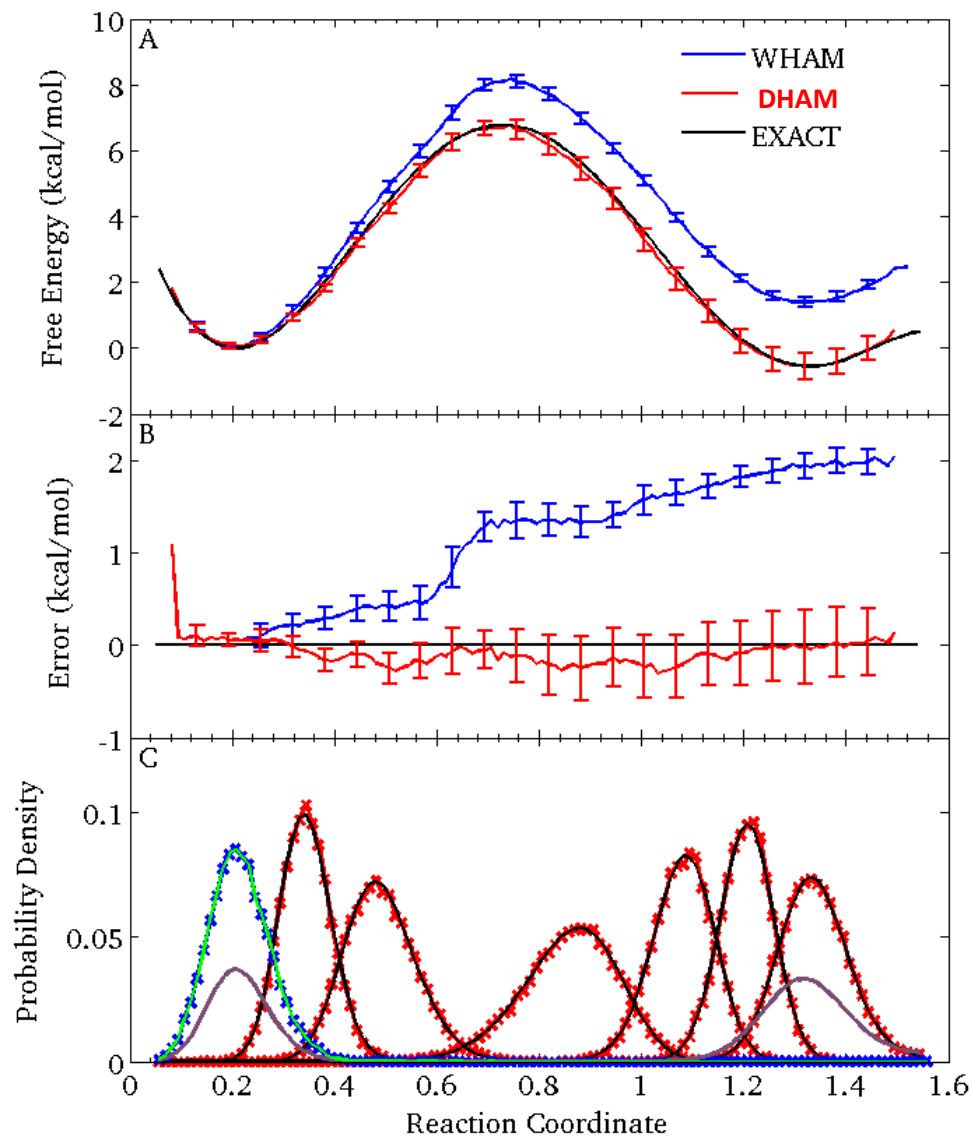 10
A
WHAM
8
DHAM
6
EXACT
4
2
0
-2
Free Energy (kcal/mol)
B
2
1
0
-1
Error (kcal/mol)
C
0.1
0.05
0
Probability Density
0 0.2 0.4 0.6 0.8 1 1.2 1.4 1.6
Reaction Coordinate